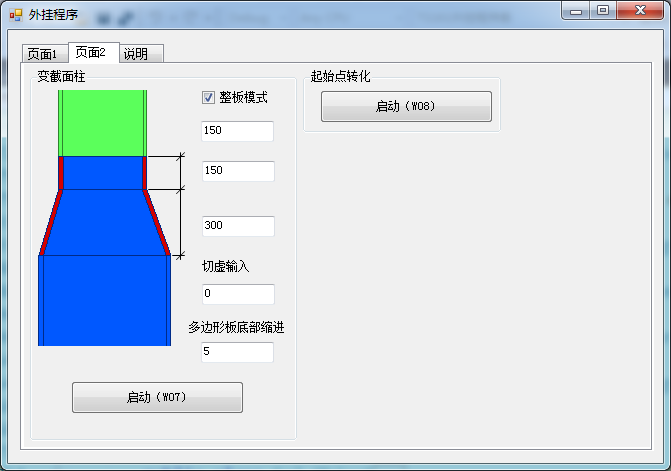 外挂程序
页面1 页面2 说明
变截面柱
整板模式
150
150
300
切虚输入
0
多边形板底部缩进
5
启动（W07）
起始点转化
启动（W08）